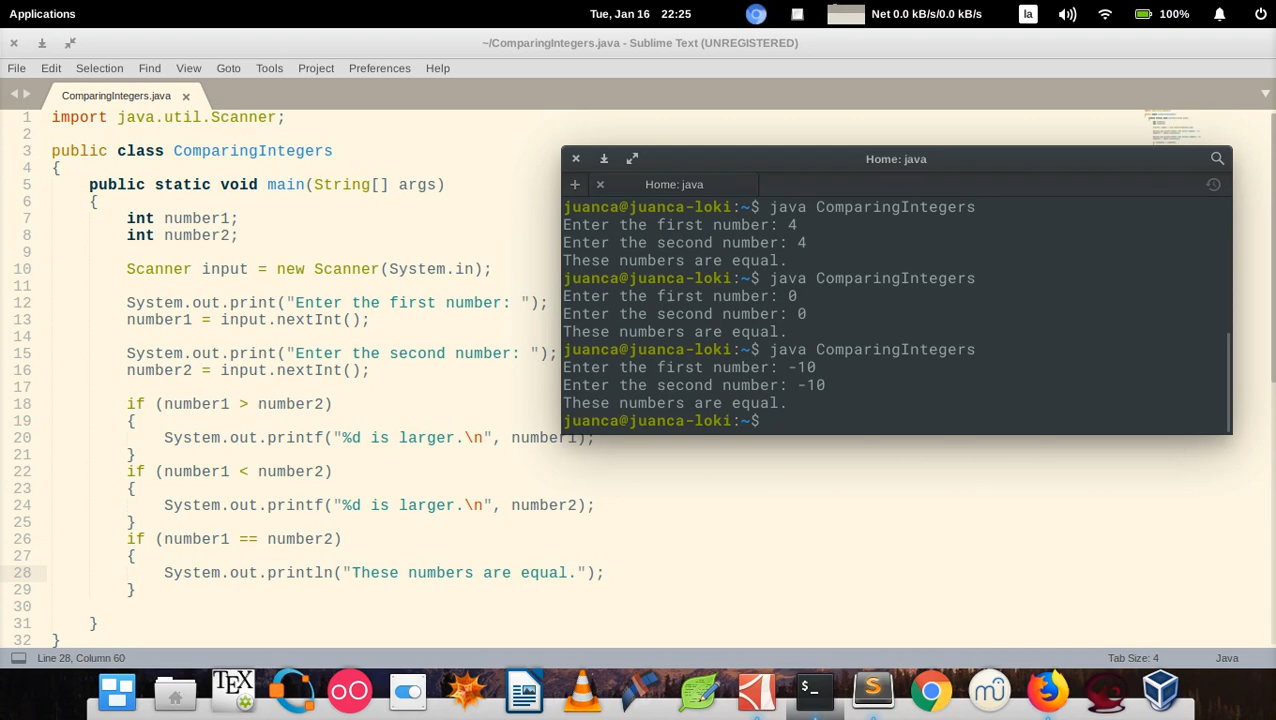 Applications
Tue, Jan 16 22:25
Net 0.0 kB/s/0.0 kB/s
la
100%
~/ComparingIntegers.java - Sublime Text (UNREGISTERED)
File Edit Selection Find View Goto Tools Project Preferences Help
ComparingIntegers.java
1 import java.util.Scanner;
2
3 public class ComparingIntegers
4 {
5 public static void main(String[] args)
6 {
7 int number1;
8 int number2;
9
10 Scanner input = new Scanner(System.in);
11
12 System.out.print("Enter the first number: ");
13 number1 = input.nextInt();
14
15 System.out.print("Enter the second number: ");
16 number2 = input.nextInt();
17
18 if (number1 > number2)
19 {
20 System.out.printf("%d is larger.\n", number1);
21 }
22 if (number1 < number2)
23 {
24 System.out.printf("%d is larger.\n", number2);
25 }
26 if (number1 == number2)
27 {
28 System.out.println("These numbers are equal.");
29 }
30
31 }
32 }
Home: java
Home: java
juanca@juanca-loki:~$ java ComparingIntegers
Enter the first number: 4
Enter the second number: 4
These numbers are equal.
juanca@juanca-loki:~$ java ComparingIntegers
Enter the first number: 0
Enter the second number: 0
These numbers are equal.
juanca@juanca-loki:~$ java ComparingIntegers
Enter the first number: -10
Enter the second number: -10
These numbers are equal.
juanca@juanca-loki:~$
Line 28, Column 60
Tab Size: 4
Java
TEX